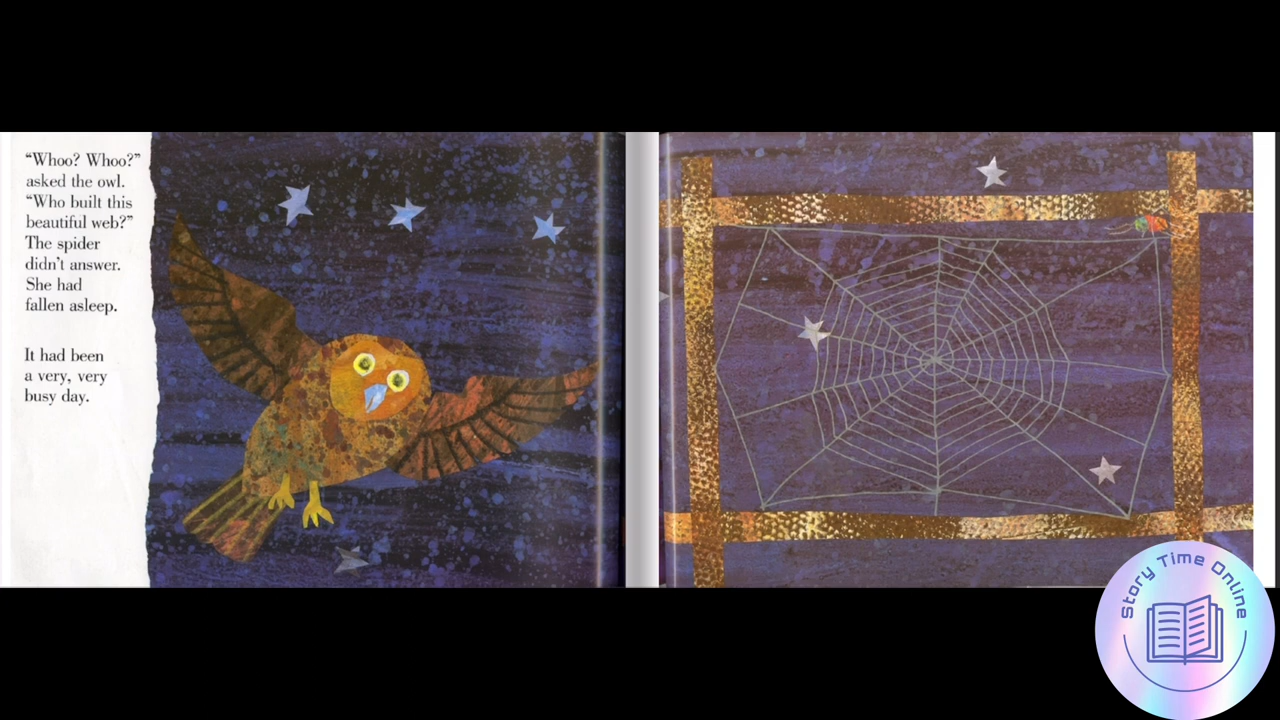 “Whoo? Whoo?”
asked the owl.
“Who built this
beautiful web?”
The spider
didn’t answer.
She had
fallen asleep.
It had been
a very, very
busy day.
Story Time Online